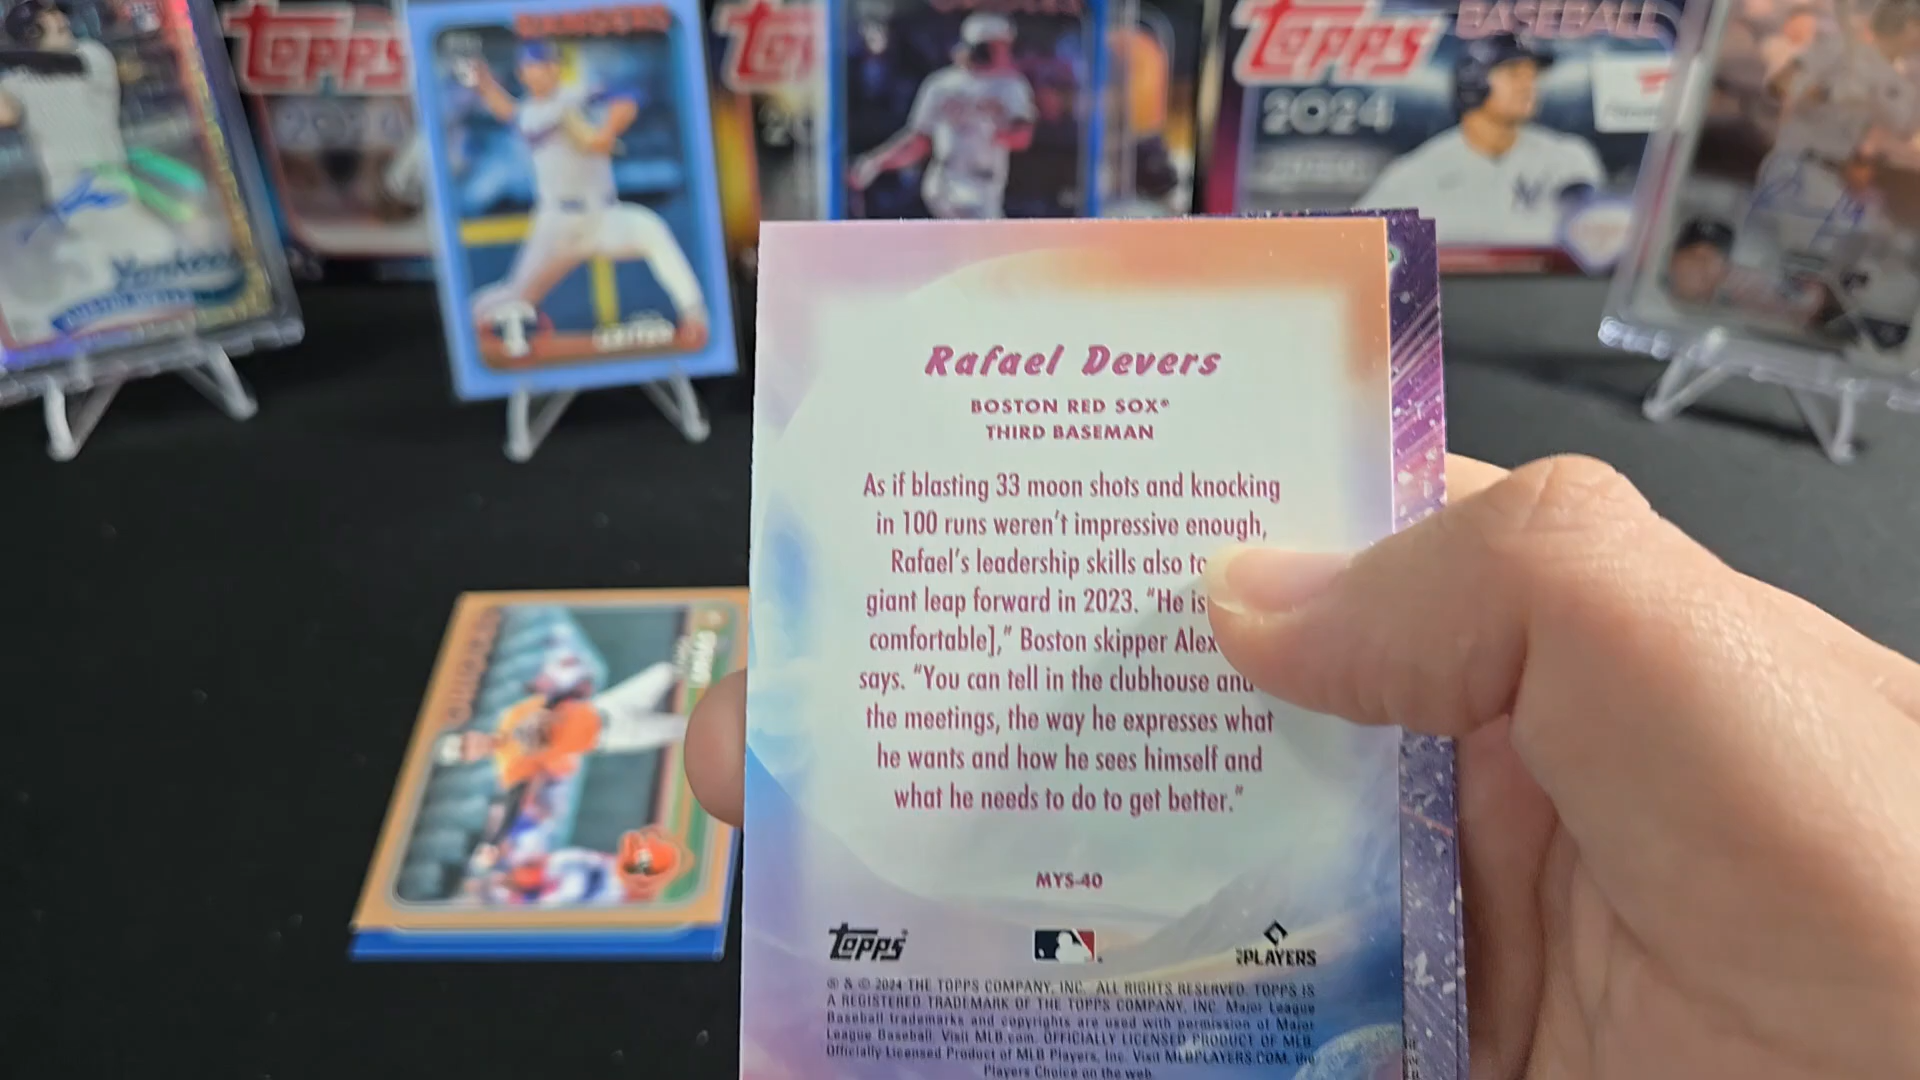 Topps
Topps
BASEBALL
2024
Yankees
Rafael Devers
BOSTON RED SOX®
THIRD BASEMAN
As if blasting 33 moon shots and knocking
in 100 runs weren't impressive enough,
Rafael's leadership skills also to
giant leap forward in 2023. "He is
comfortable]," Boston skipper Alex
says. "You can tell in the clubhouse and
the meetings, the way he expresses what
he wants and how he sees himself and
what he needs to do to get better."
MYS-40
Topps
PLAYERS
® & © 2024 THE TOPPS COMPANY, INC. ALL RIGHTS RESERVED. TOPPS IS
A REGISTERED TRADEMARK OF THE TOPPS COMPANY, INC. Major League
Baseball trademarks and copyrights are used with permission of Major
League Baseball. Visit MLB.com. OFFICIALLY LICENSED PRODUCT OF MLB
Officially Licensed Product of MLB Players, Inc. Visit MLBPLAYERS.COM, the
Players Choice on the web.